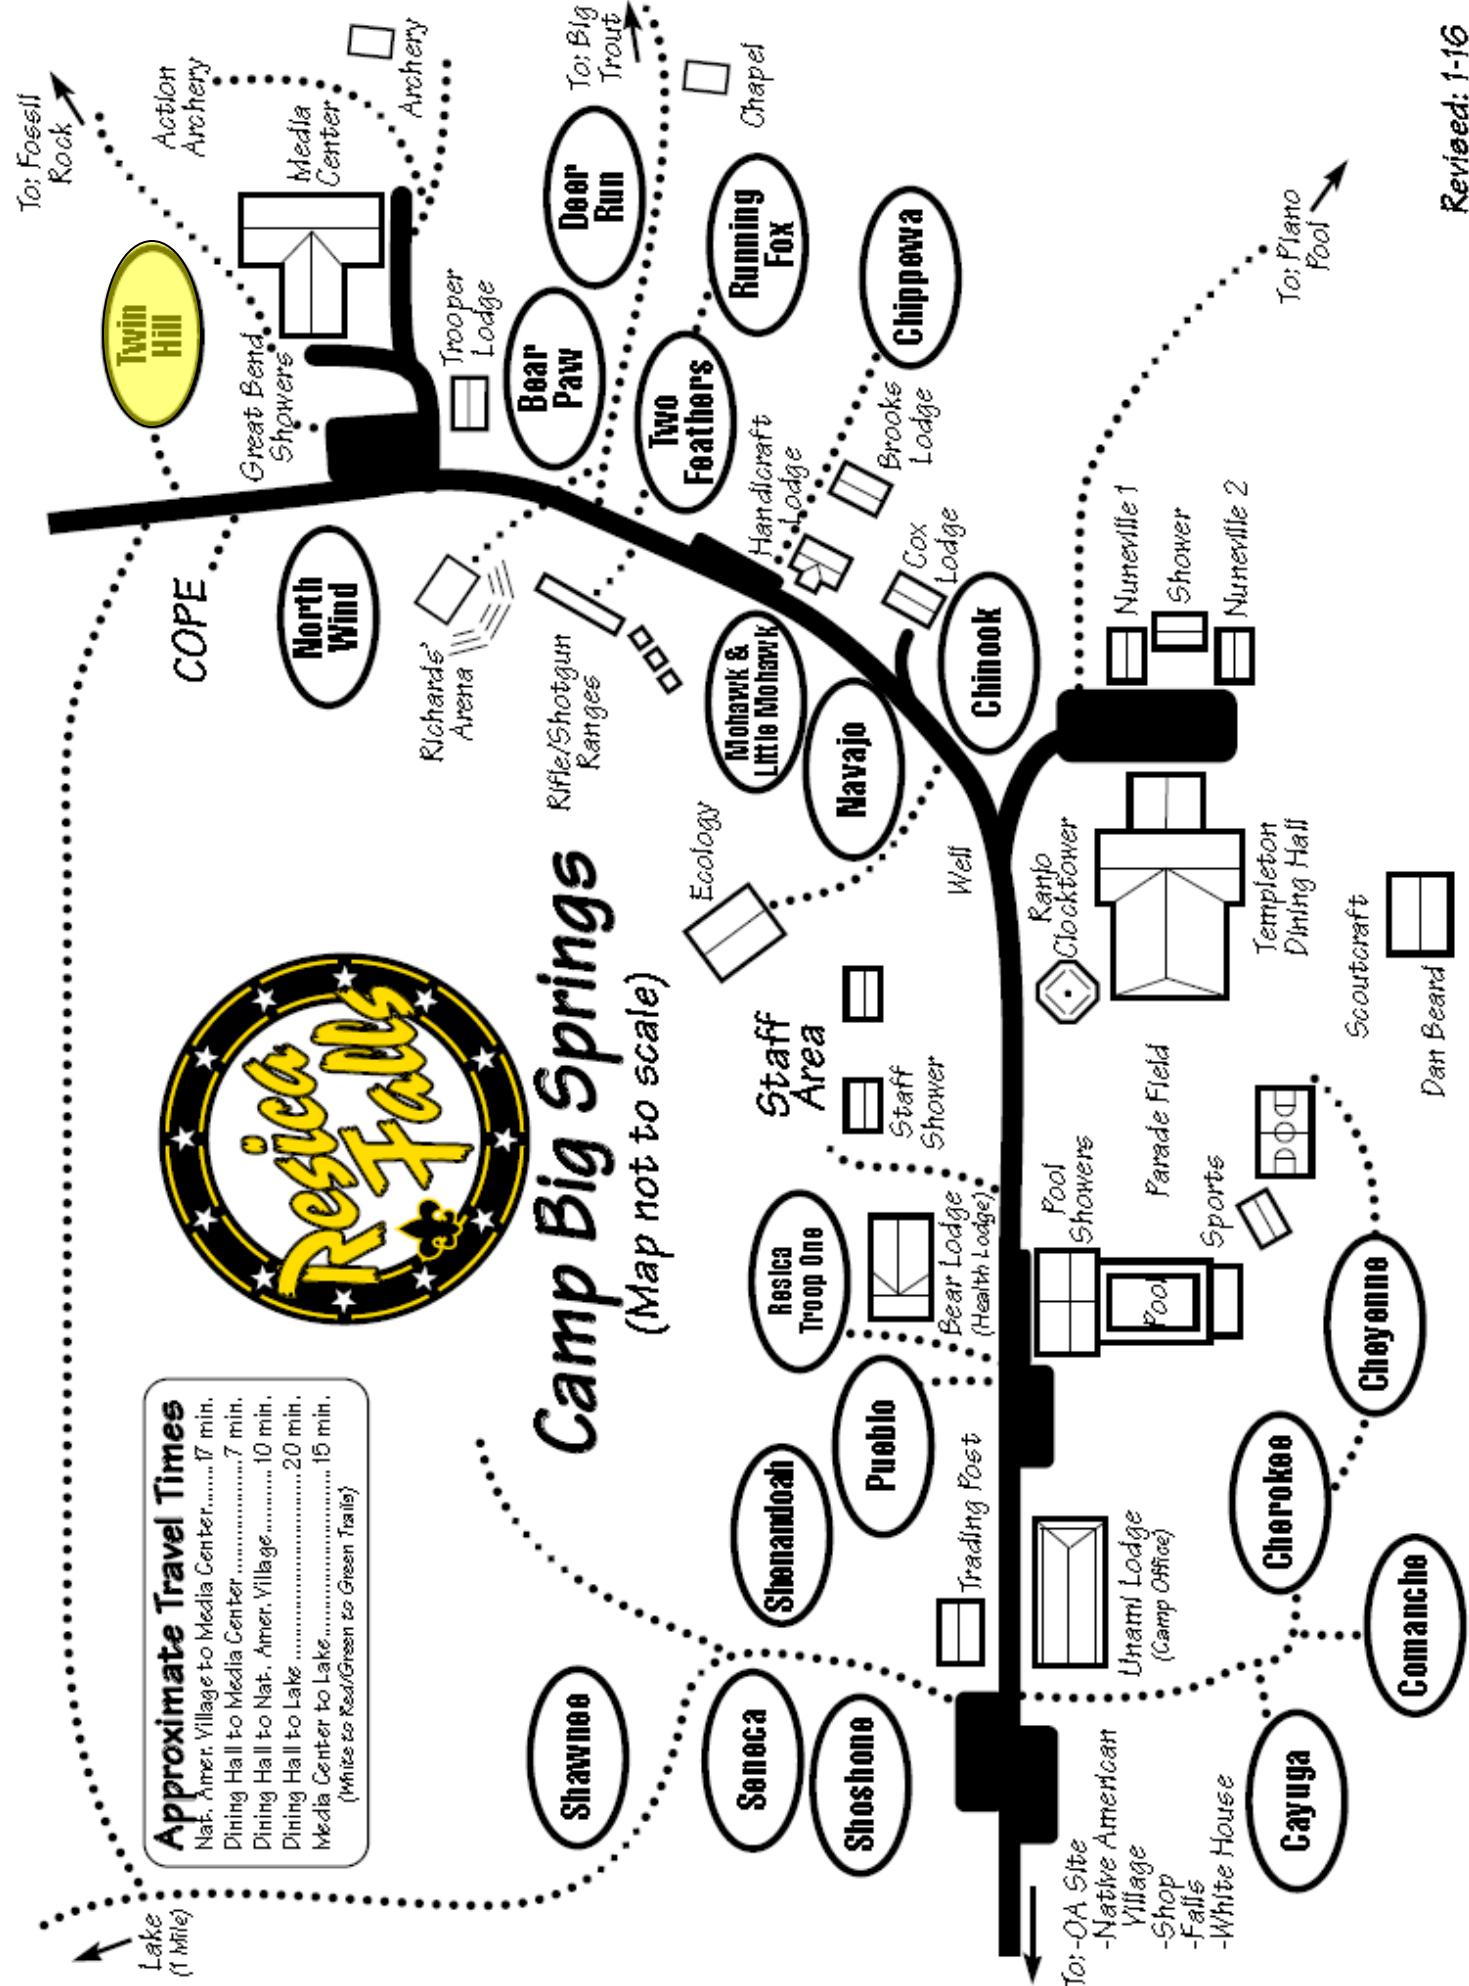 Approximate Travel Times
Nat. Amer. Village to Media Center........ 17 min.
Dining Hall to Media Center ....................7 min.
Dining Hall to Nat. Amer. Village........... 10 min.
Dining Hall to Lake ................................ 20 min.
Media Center to Lake............................ 15 min.
(White to Red/Green to Green Trails)
Resica
Falls
Camp Big Springs
(Map not to scale)
Lake
(1 Mile)
COPE
Twin
Hill
To: Fossil
Rock
Action
Archery
Archery
Media
Center
Great Bend
Showers
North
Wind
Trooper
Lodge
Richards'
Arena
Bear
Paw
Deer
Run
To: Big
Trout
Chapel
Rifle/Shotgun
Ranges
Two
Feathers
Running
Fox
Handicraft
Lodge
Chippewa
Brooks
Lodge
Cox
Lodge
Mohawk &
Little Mohawk
Navajo
Chinook
Ecology
Well
Staff
Area
Staff
Shower
Ranjo
Clocktower
Templeton
Dining Hall
Nuneville 1
Shower
Nuneville 2
To: Plano
Pool
Scoutcraft
Dan Beard
Parade Field
Sports
Pool
Showers
Pool
Resica
Troop One
Bear Lodge
(Health Lodge)
Pueblo
Shenandoah
Trading Post
Unami Lodge
(Camp Office)
Shawnee
Seneca
Shoshone
Cheyenne
Cherokee
Comanche
Cayuga
To: -OA Site
-Native American
Village
-Shop
-Falls
-White House
Revised: 1-16